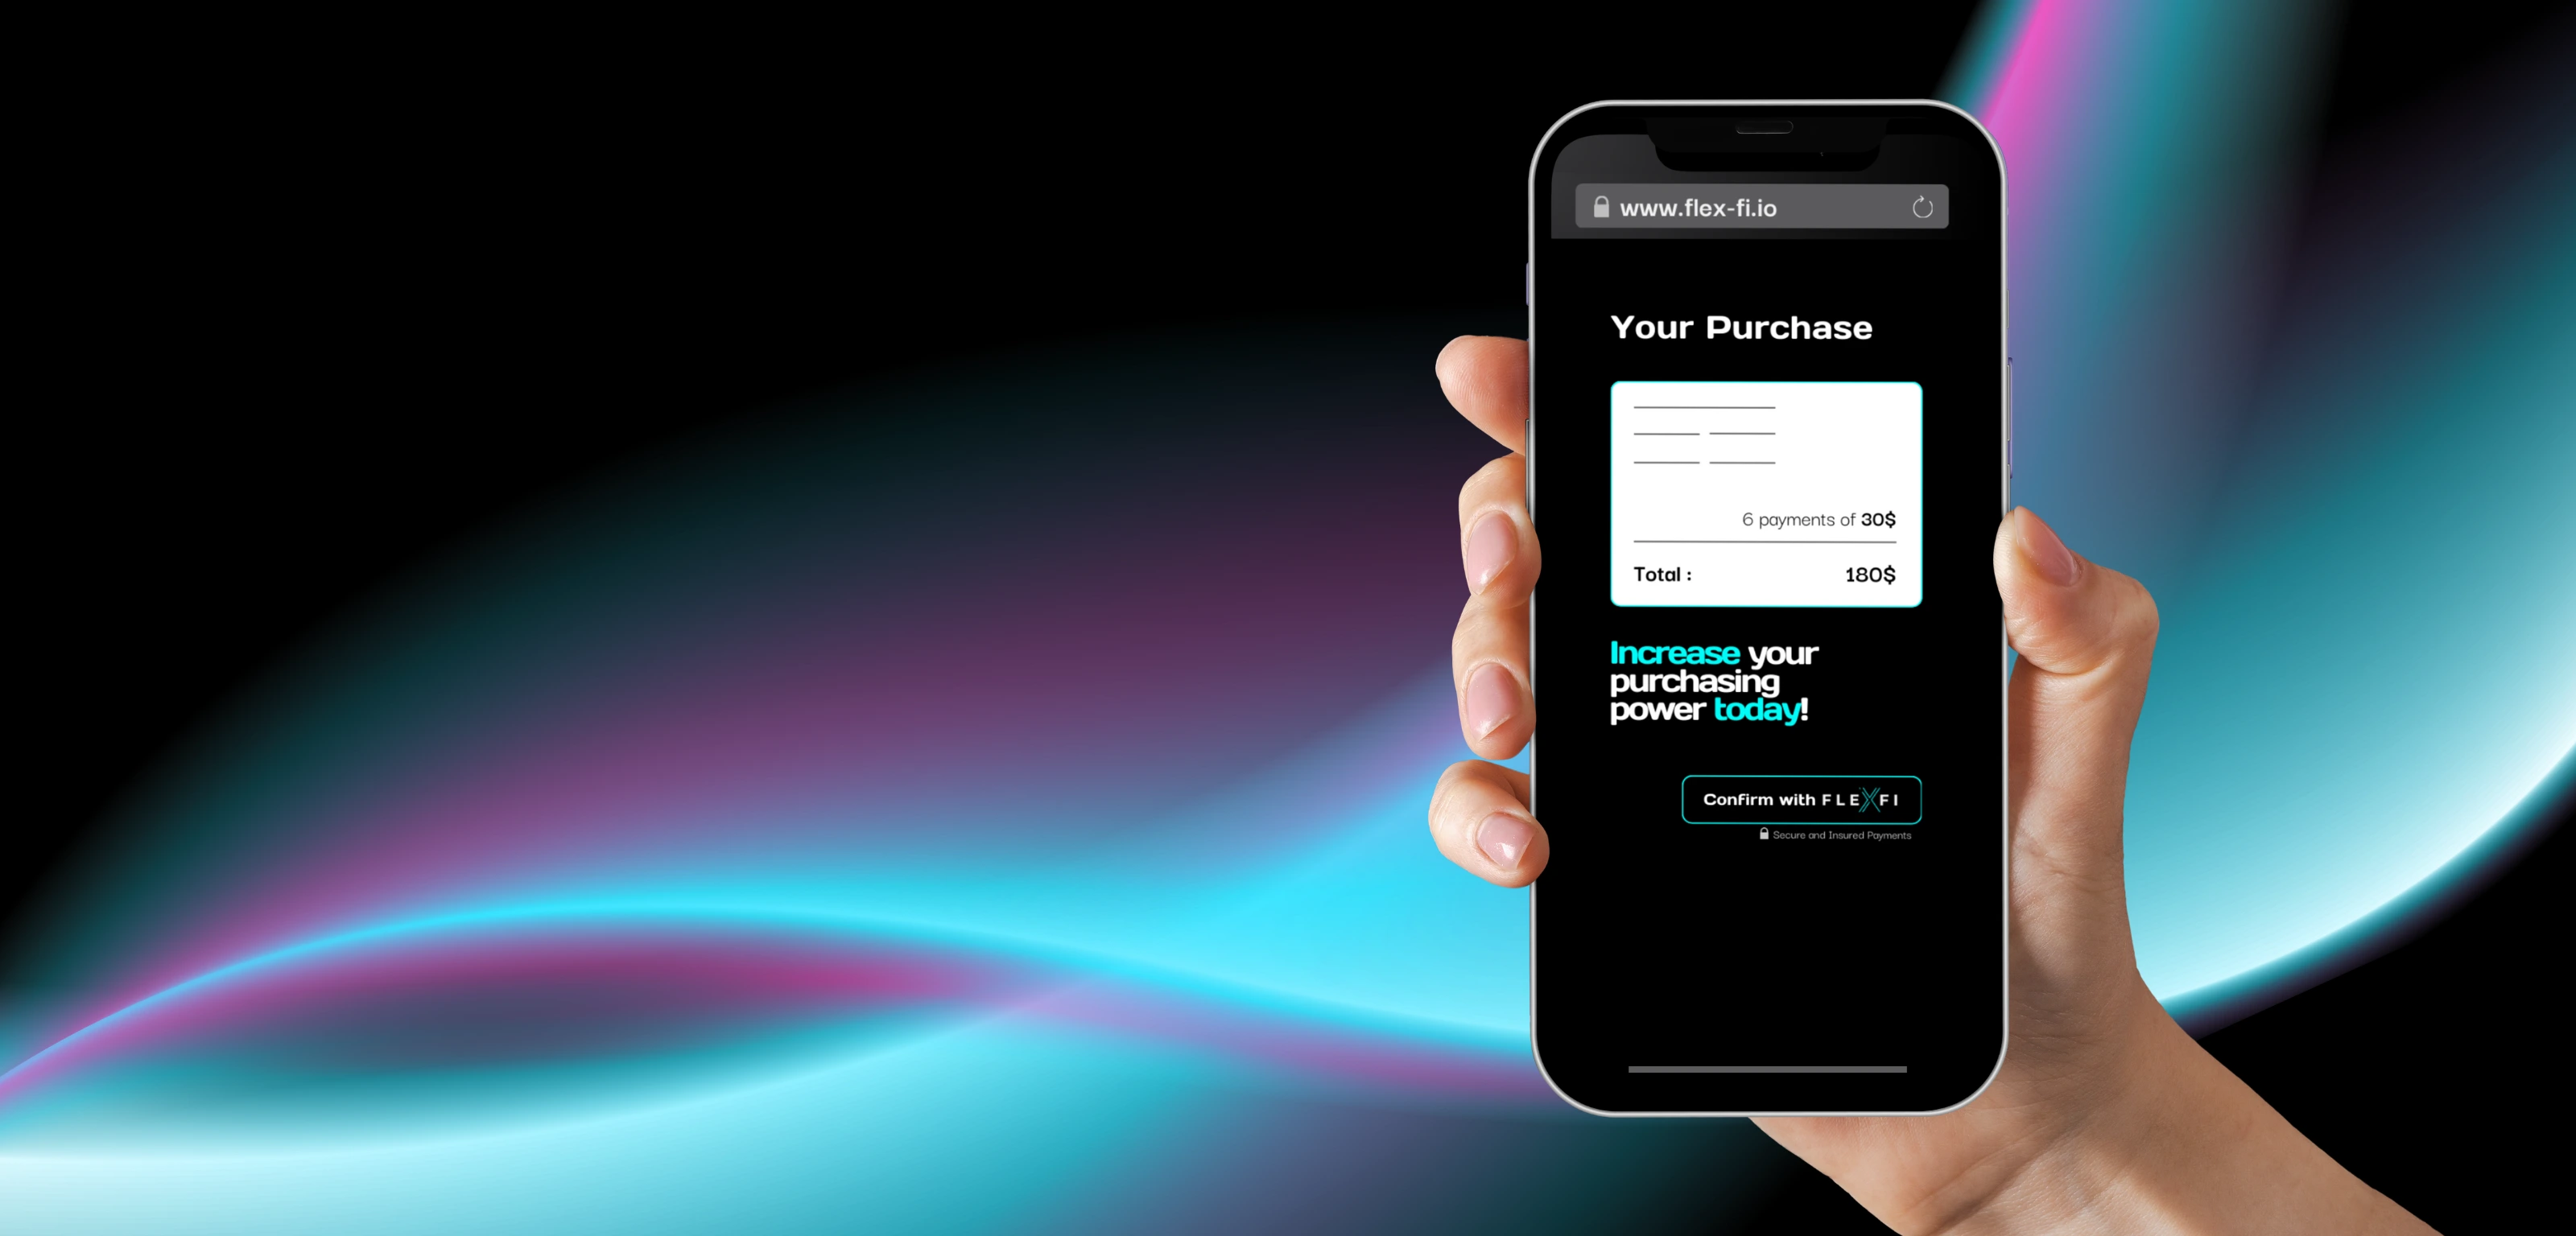 www.flex-fi.io
Your Purchase
6 payments of 30$
Total : 180$
Increase your
purchasing
power today!
Confirm with FLEXFI
Secure and Insured Payments